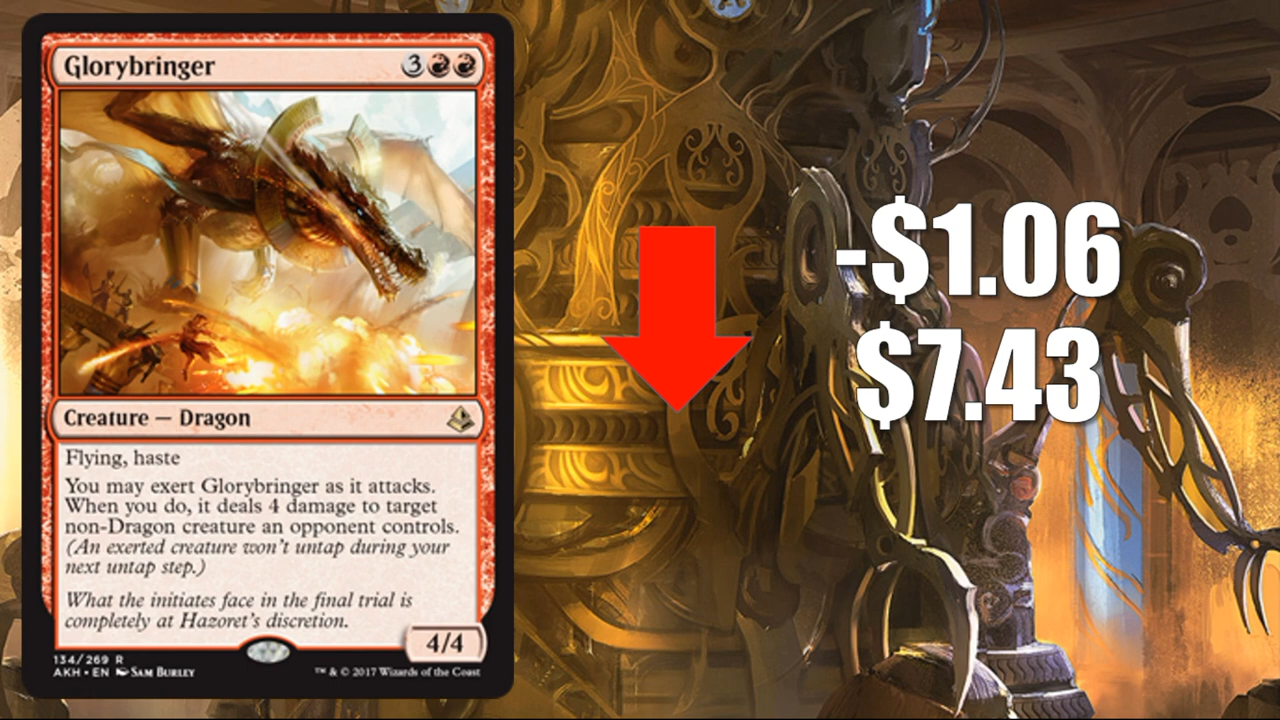 Glorybringer 3
Creature — Dragon
Flying, haste
You may exert Glorybringer as it attacks.
When you do, it deals 4 damage to target
non-Dragon creature an opponent controls.
(An exerted creature won't untap during your
next untap step.)
What the initiates face in the final trial is
completely at Hazoret's discretion.
4/4
134/269 R
AKH • EN Sam Burley
™ & © 2017 Wizards of the Coast
-$1.06
$7.43